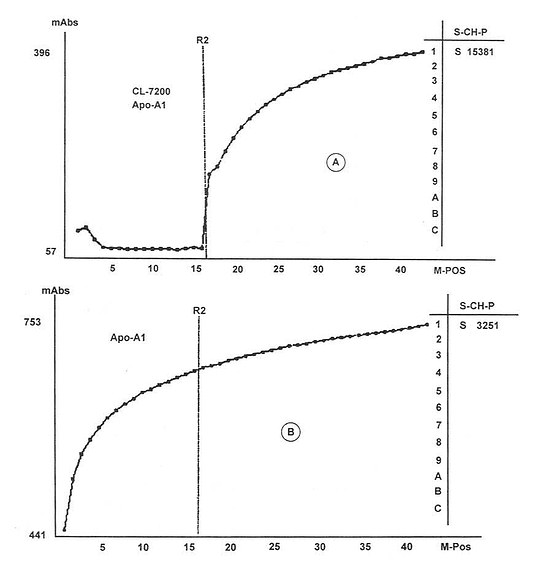 mAbs
S-CH-P
R2
396
1 S 15381
2
3
CL-7200
Apo-A1
4
5
6
7
8
A
9
A
B
C
57
5 10 15 20 25 30 35 40 M-POS
mAbs
S-CH-P
R2
753
1 S 3251
Apo-A1
2
3
4
5
6
7
B
8
9
A
B
C
441
5 10 15 20 25 30 35 40 M-Pos